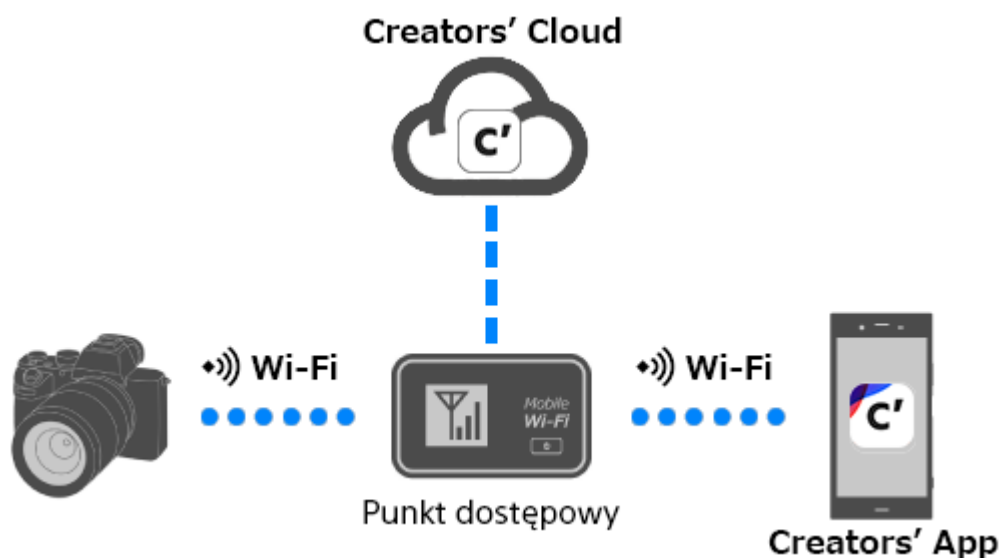 Creators’ Cloud
C’
Wi-Fi
Wi-Fi
Mobile
Wi-Fi
C’
Punkt dostępowy
Creators’ App